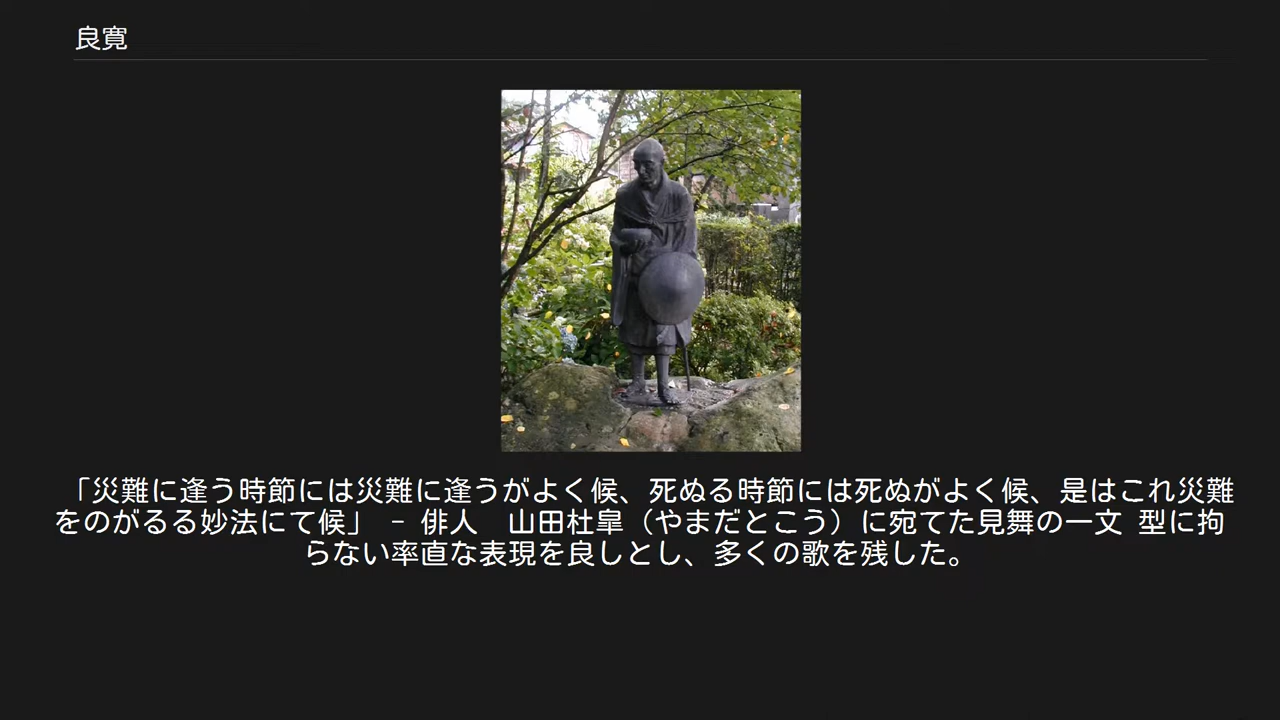 良寛
「災難に逢う時節には災難に逢うがよく候、死ぬる時節には死ぬがよく候、是はこれ災難
をのがるる妙法にて候」 - 俳人　山田杜皐（やまだとこう）に宛てた見舞の一文 型に拘
らない率直な表現を良しとし、多くの歌を残した。